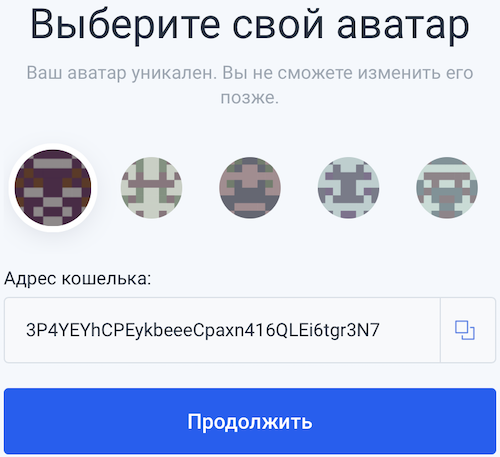 Выберите свой аватар
Ваш аватар уникален. Вы не сможете изменить его
позже.
Адрес кошелька:
3P4YEYhCPEykbeeeCpaxn416QLEi6tgr3N7
Продолжить